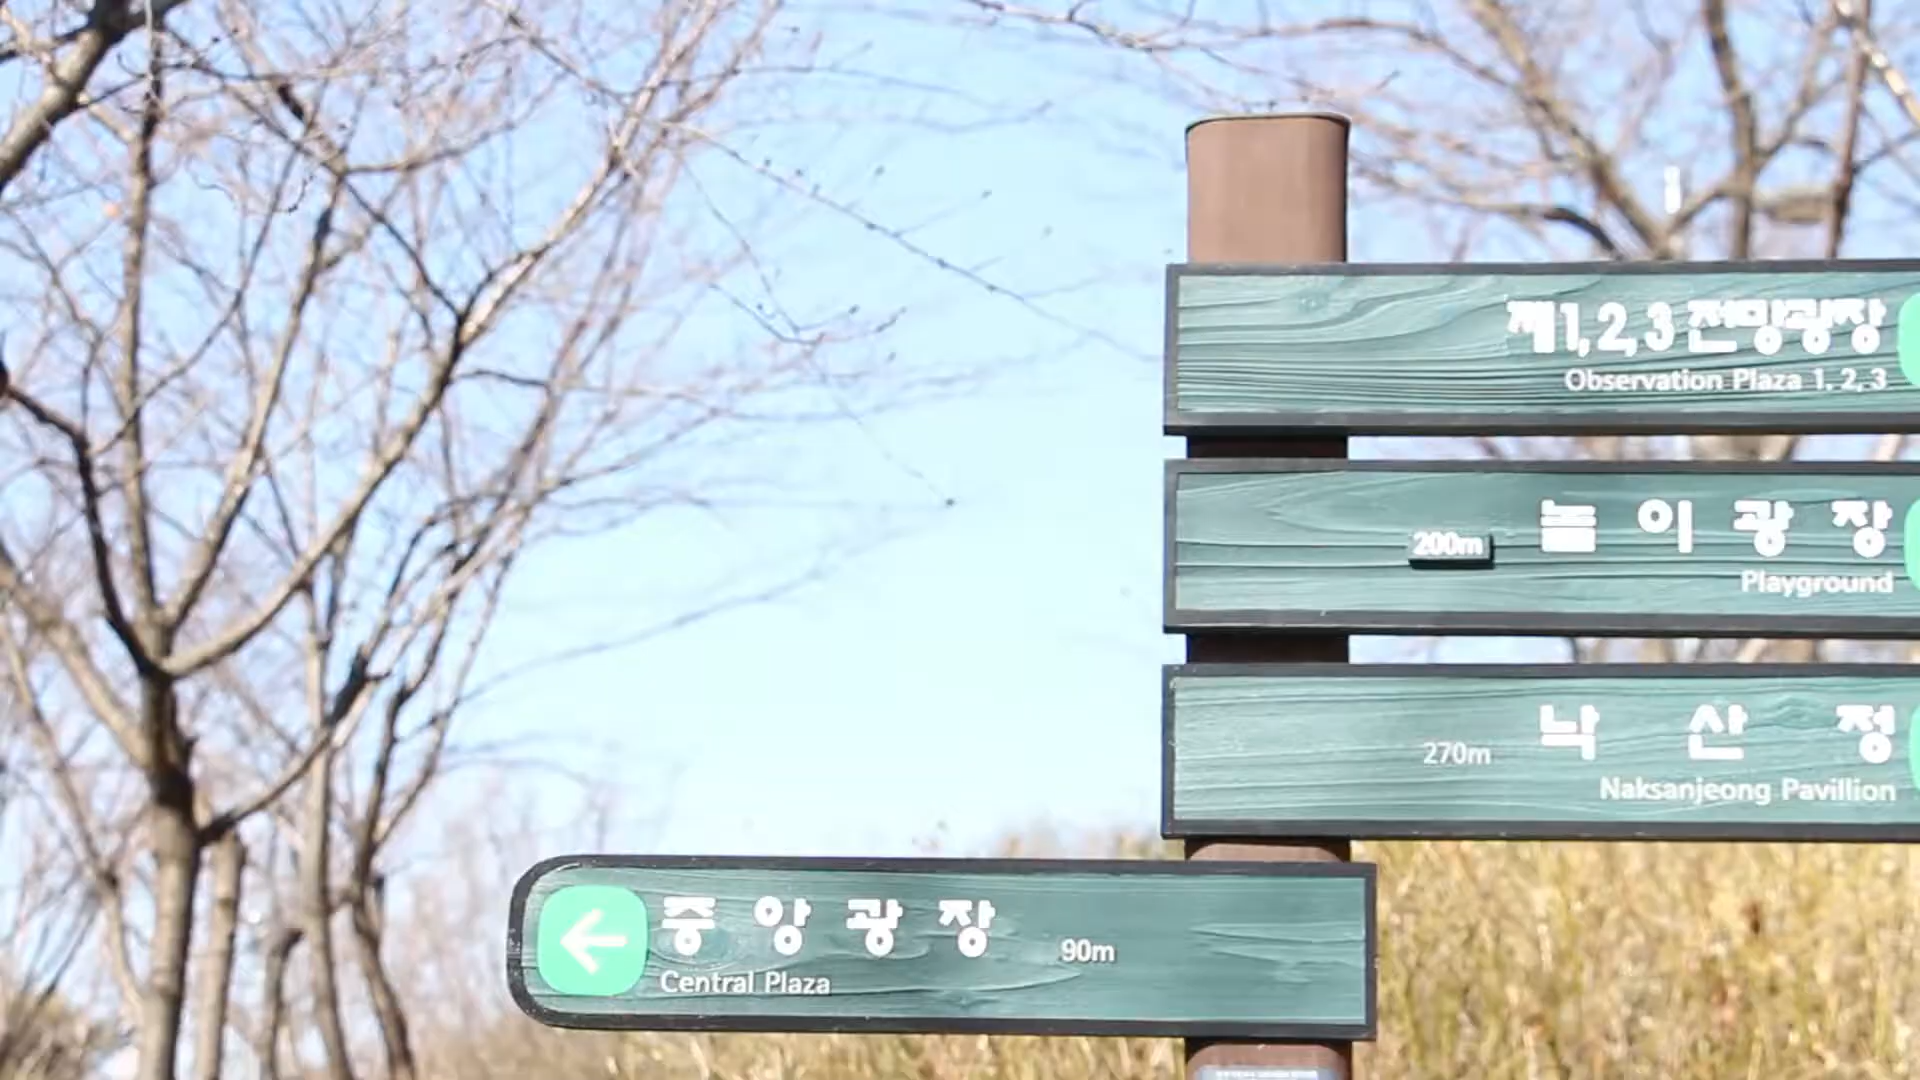 제1,2,3 전망광장
Observation Plaza 1, 2, 3
200m 놀이광장
Playground
270m 낙산정
Naksanjeong Pavillion
중앙광장 90m
Central Plaza